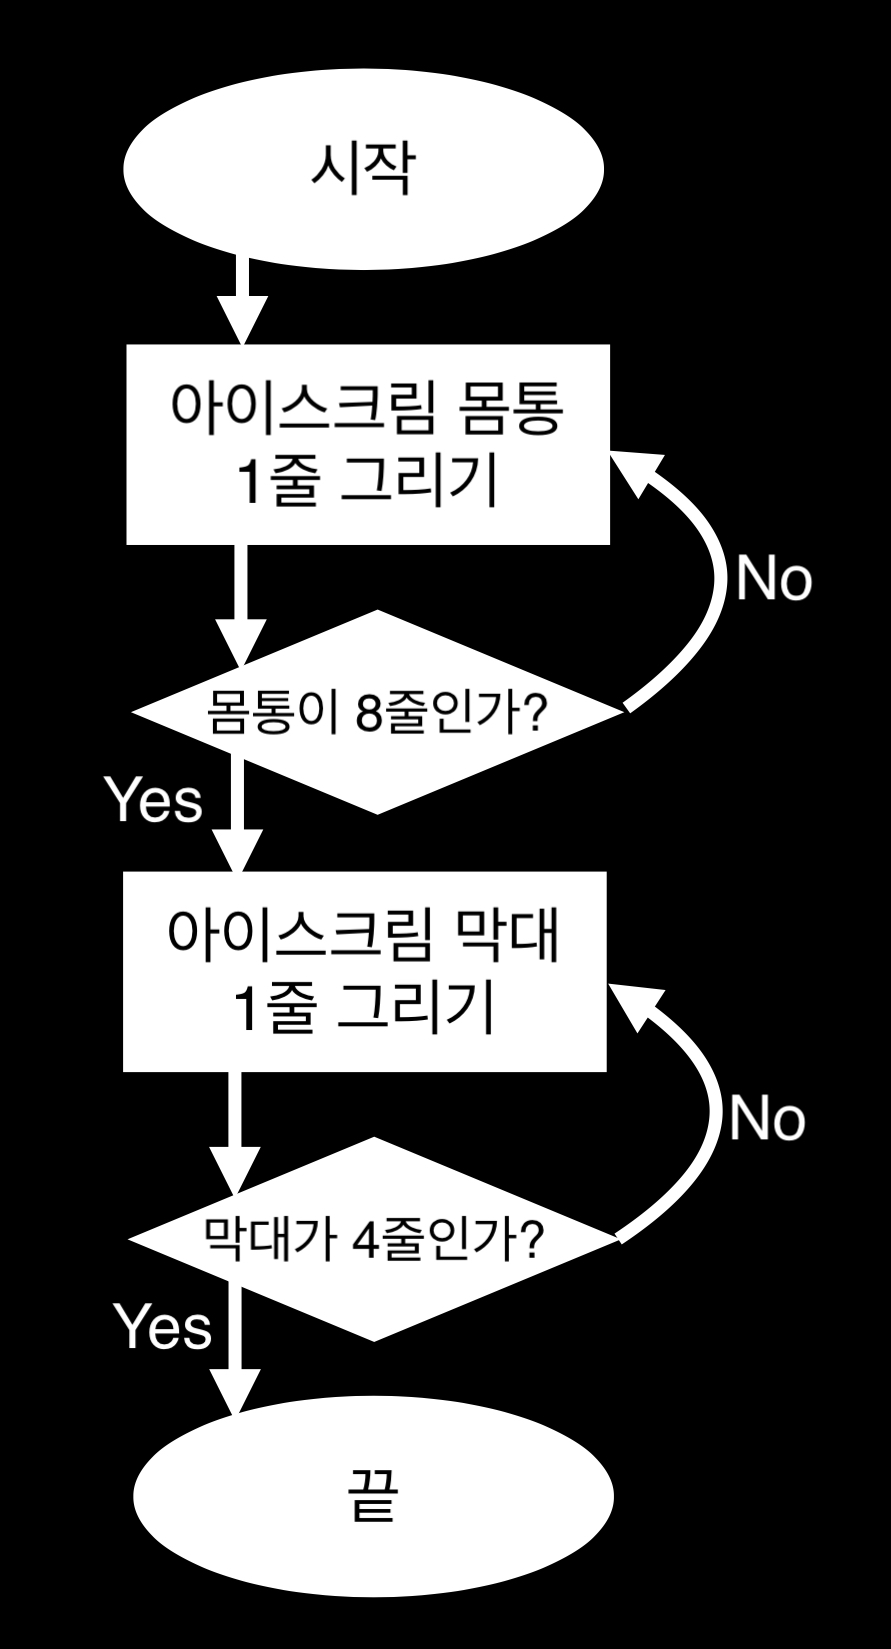 시작
아이스크림 몸통
1줄 그리기
No
몸통이 8줄인가?
Yes
아이스크림 막대
1줄 그리기
No
막대가 4줄인가?
Yes
끝